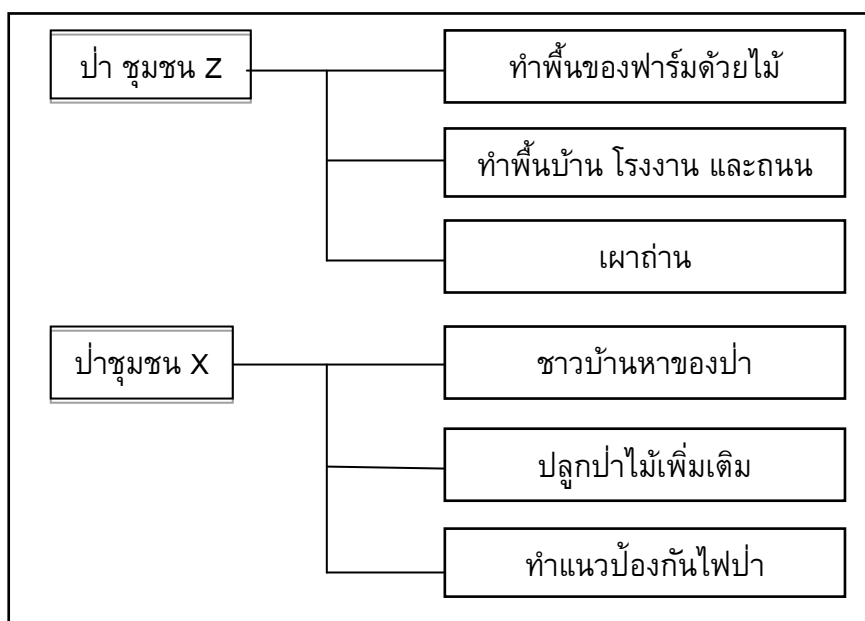 ป่า ชุมชน Z
ทำพื้นของฟาร์มด้วยไม้
ทำพื้นบ้าน โรงงาน และถนน
เผาถ่าน
ป่าชุมชน X
ชาวบ้านหาของป่า
ปลูกป่าไม้เพิ่มเติม
ทำแนวป้องกันไฟป่า